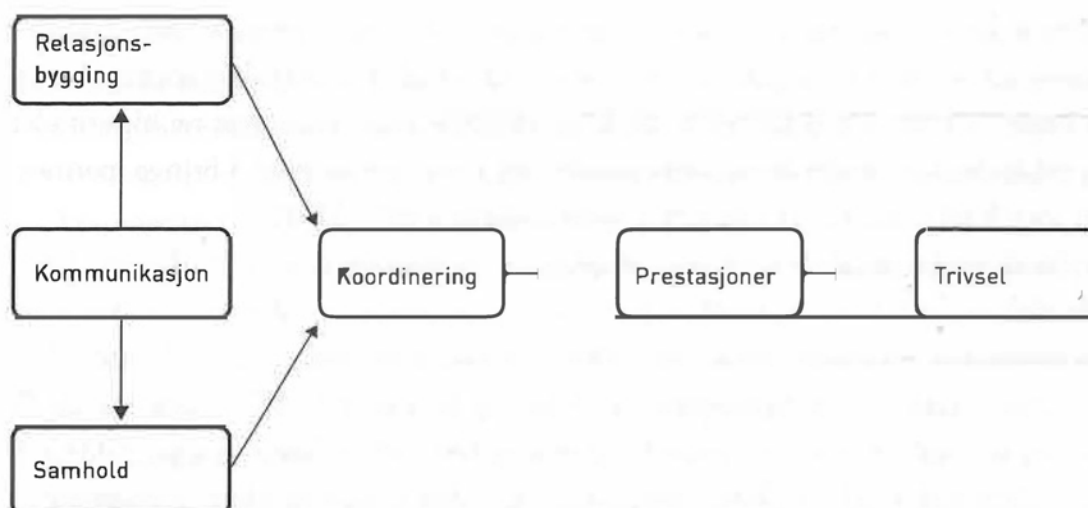 Relasjons-
bygging
Kommunikasjon
Koordinering
Prestasjoner
Trivsel
Samhold